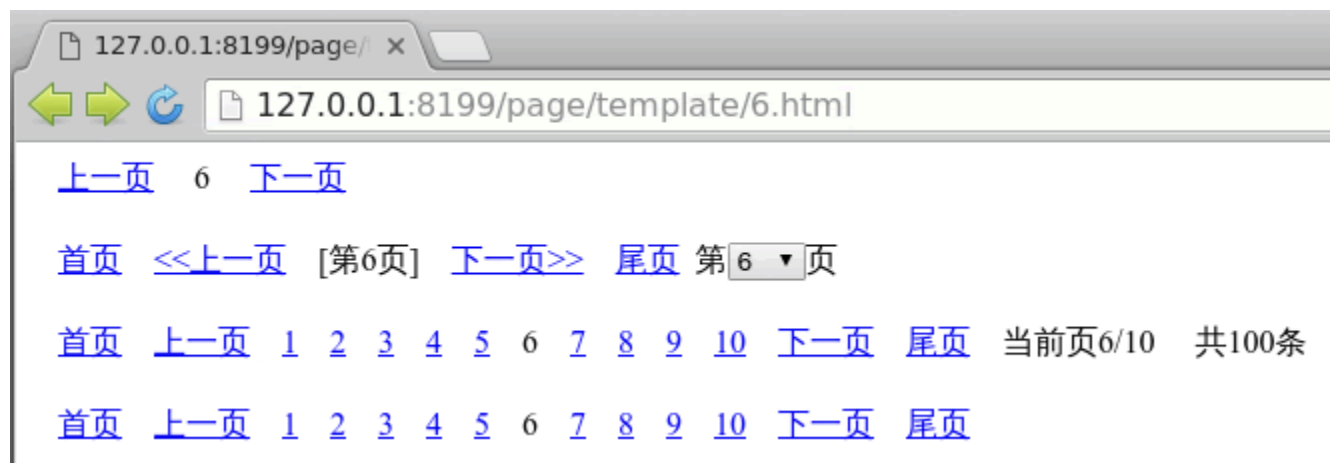 127.0.0.1:8199/page/
127.0.0.1:8199/page/template/6.html
上一页 6 下一页
首页 <<上一页 [第6页] 下一页>> 尾页 第6页
首页 上一页 1 2 3 4 5 6 7 8 9 10 下一页 尾页 当前页6/10 共100条
首页 上一页 1 2 3 4 5 6 7 8 9 10 下一页 尾页